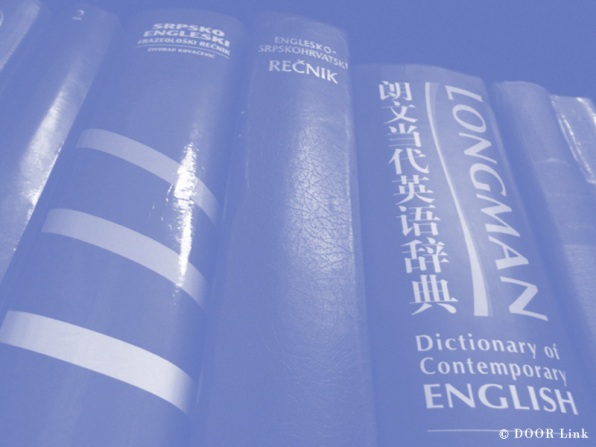 2
SRPSKO
ENGLESKI
FRAZEOLOŠKI REČNIK
ŽIVORAD KOVAČEVIĆ
ENGLESKO-
SRPSKOHRVATSKI
REČNIK
朗文当代英语辞典
LONGMAN
Dictionary of
Contemporary
ENGLISH
© DOOR Link